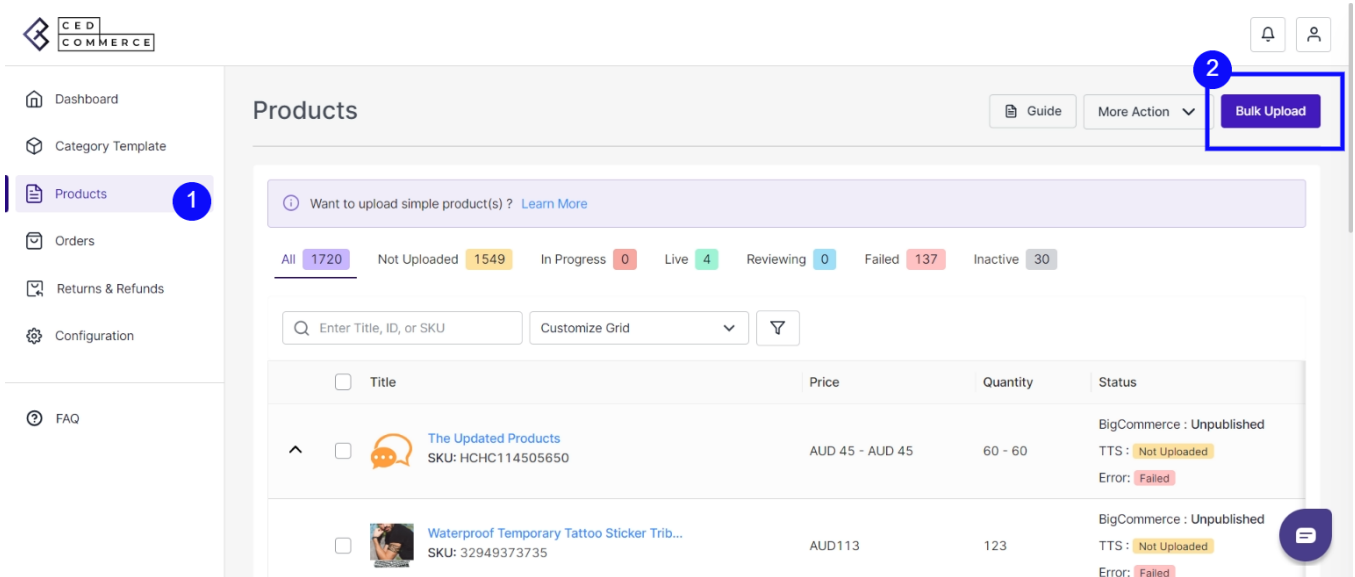 CED
COMMERCE
2
Dashboard
Products
Guide
More Action
Bulk Upload
Category Template
Products
1
Want to upload simple product(s) ? Learn More
Orders
All 1720 Not Uploaded 1549 In Progress 0 Live 4 Reviewing 0 Failed 137 Inactive 30
Returns & Refunds
Enter Title, ID, or SKU
Customize Grid
Configuration
Title Price Quantity Status
FAQ
The Updated Products
SKU: HCHC114505650
AUD 45 - AUD 45
60 - 60
BigCommerce : Unpublished
TTS : Not Uploaded
Error: Failed
Waterproof Temporary Tattoo Sticker Trib...
SKU: 32949373735
AUD113
123
BigCommerce : Unpublished
TTS : Not Uploaded
Error: Failed